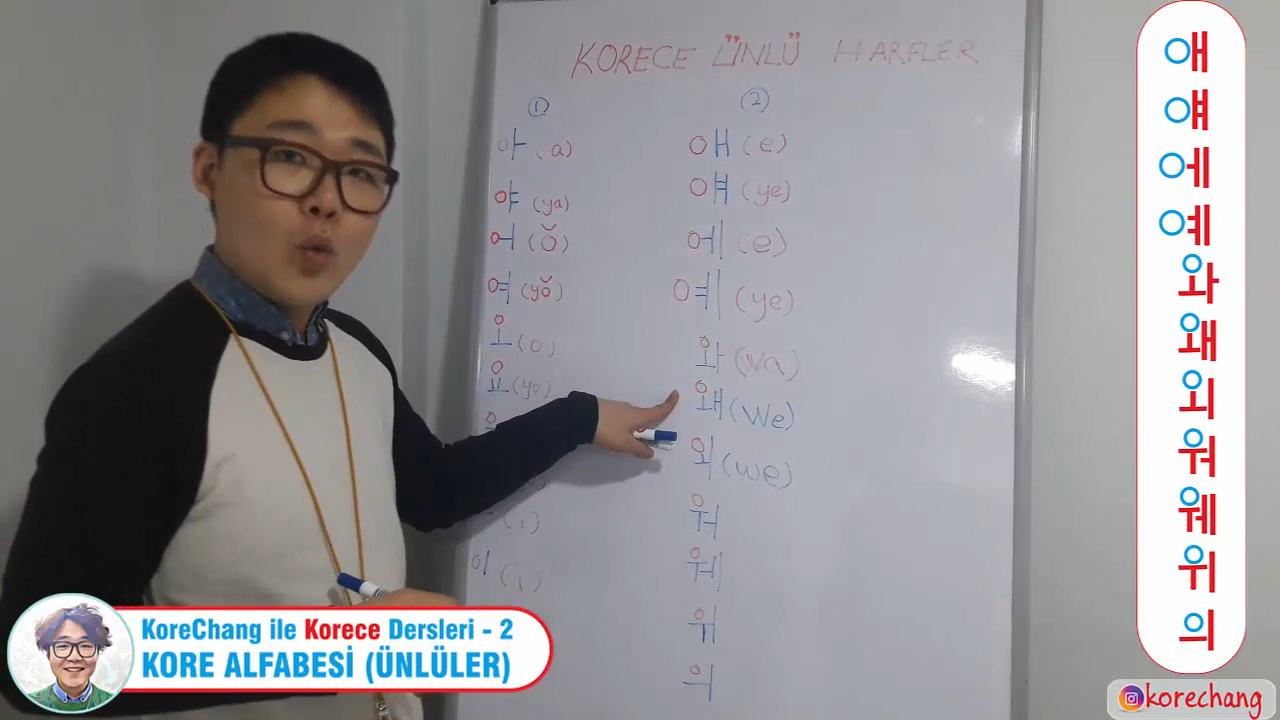 KORECE ÜNLÜ HARFLER
①
아 (a)
야 (ya)
어 (ŏ)
여 (yŏ)
오 (o)
요 (yo)
(ı)
이 (i)
②
애 (e)
얘 (ye)
에 (e)
예 (ye)
와 (wa)
왜 (we)
외 (we)
워
웨
위
의
애
얘
에
예
와
왜
외
워
웨
위
의
KoreChang ile Korece Dersleri - 2
KORE ALFABESİ (ÜNLÜLER)
@korechang